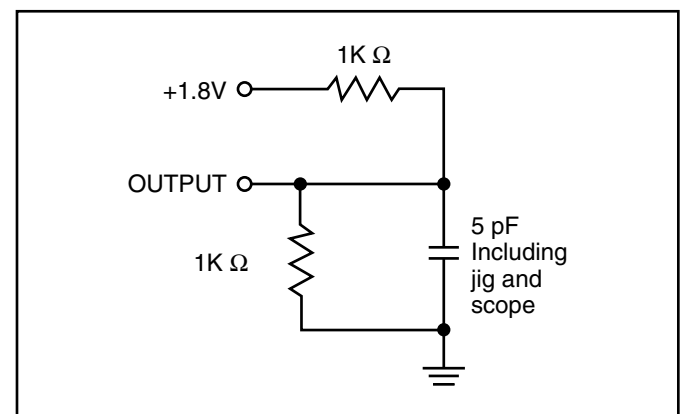 1K Ω
+1.8V
OUTPUT
1K Ω
5 pF
Including
jig and
scope